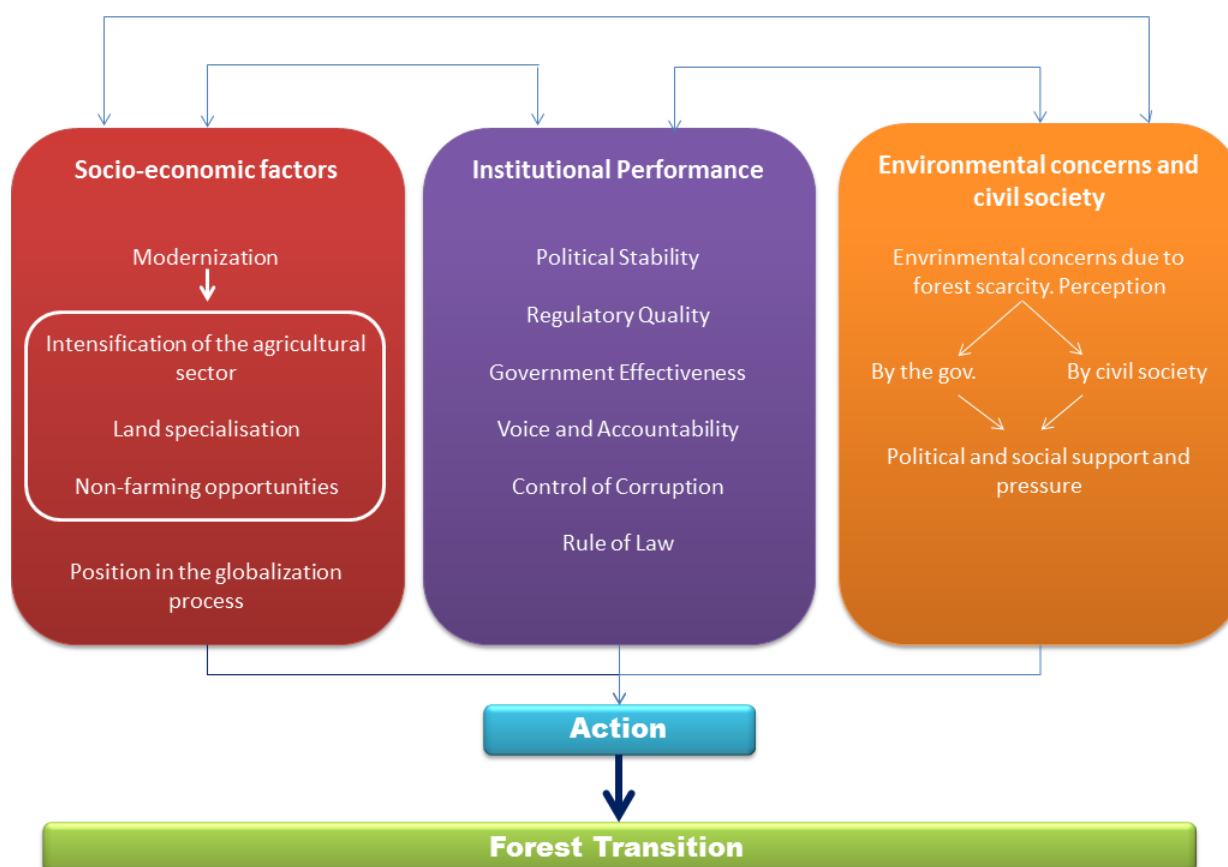 Socio-economic factors
Modernization
Intensification of the agricultural
sector
Land specialisation
Non-farming opportunities
Position in the globalization
process
Institutional Performance
Political Stability
Regulatory Quality
Government Effectiveness
Voice and Accountability
Control of Corruption
Rule of Law
Environmental concerns and
civil society
Envrinmental concerns due to
forest scarcity. Perception
By the gov.
By civil society
Political and social support and
pressure
Action
Forest Transition